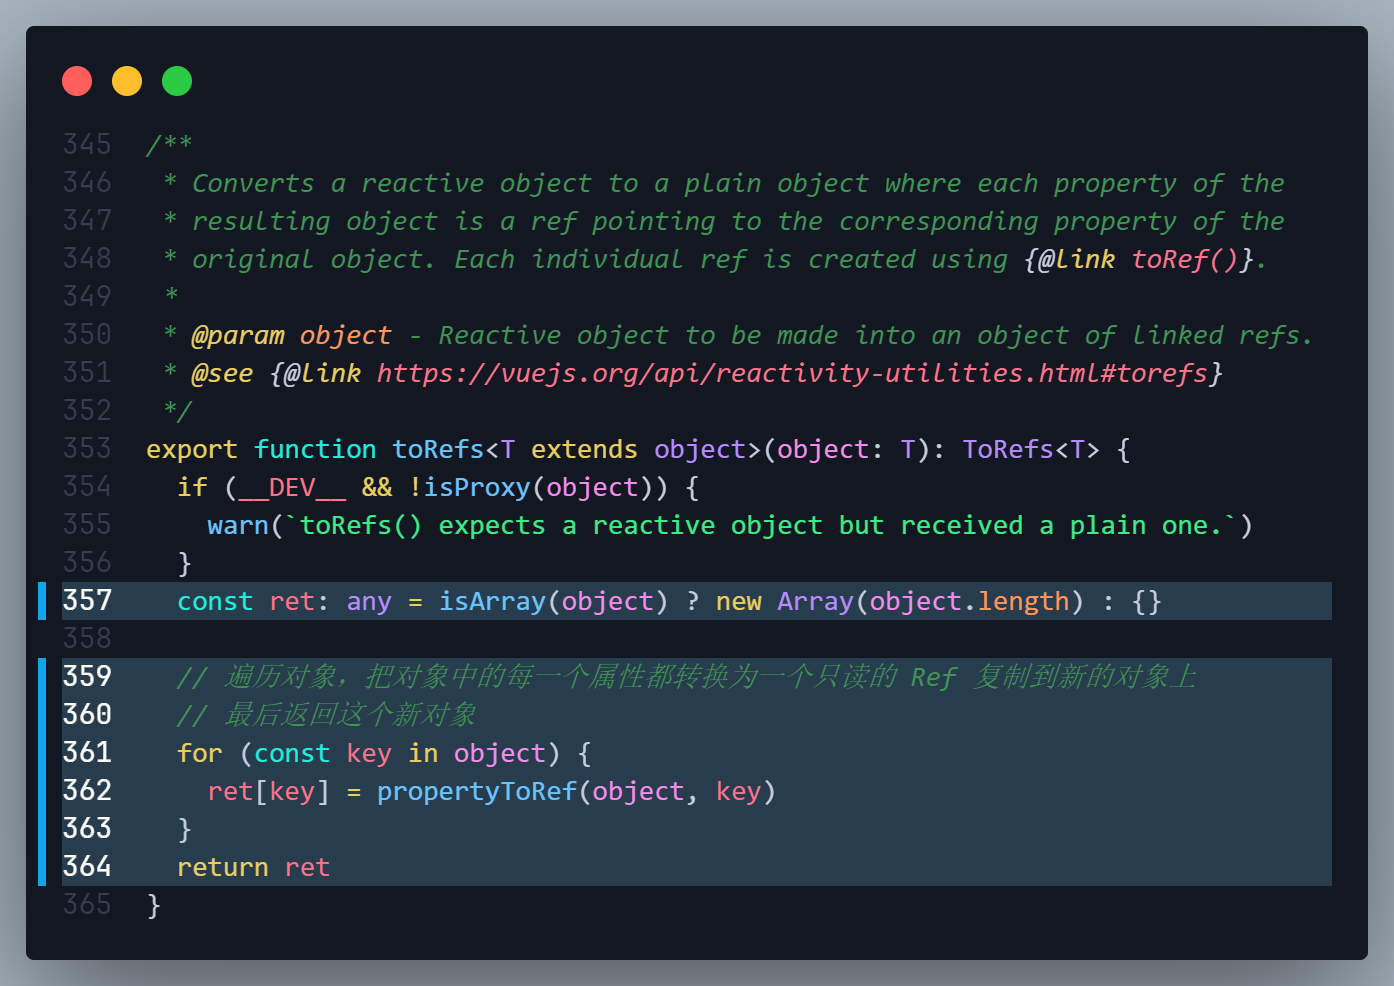 345 /**
346  * Converts a reactive object to a plain object where each property of the
347  * resulting object is a ref pointing to the corresponding property of the
348  * original object. Each individual ref is created using {@link toRef()}.
349  *
350  * @param object - Reactive object to be made into an object of linked refs.
351  * @see {@link https://vuejs.org/api/reactivity-utilities.html#torefs}
352  */
353 export function toRefs<T extends object>(object: T): ToRefs<T> {
354   if (__DEV__ && !isProxy(object)) {
355     warn(`toRefs() expects a reactive object but received a plain one.`)
356   }
357   const ret: any = isArray(object) ? new Array(object.length) : {}
358
359   // 遍历对象，把对象中的每一个属性都转换为一个只读的 Ref 复制到新的对象上
360   // 最后返回这个新对象
361   for (const key in object) {
362     ret[key] = propertyToRef(object, key)
363   }
364   return ret
365 }